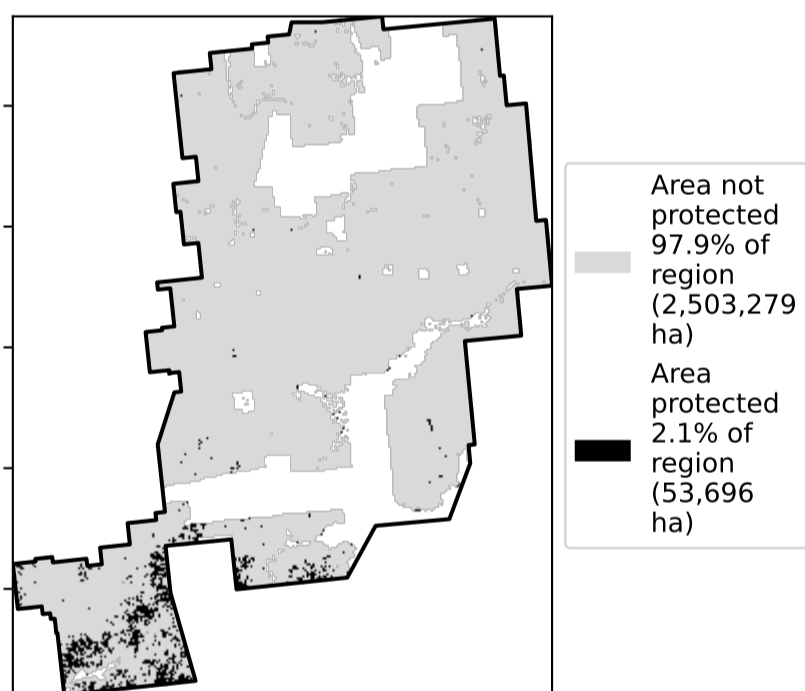 Area not
protected
97.9% of
region
(2,503,279
ha)
Area
protected
2.1% of
region
(53,696
ha)